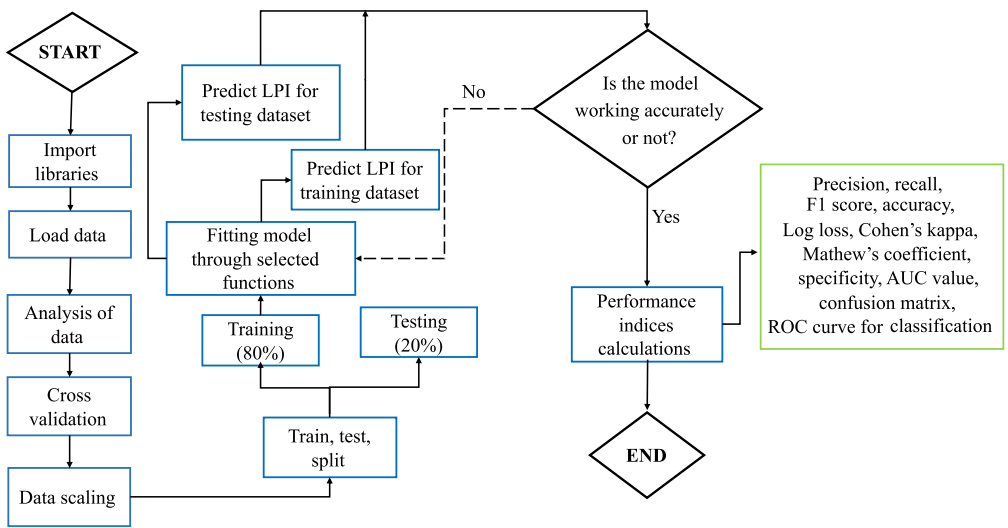 START
Import
libraries
Load data
Analysis of
data
Cross
validation
Data scaling
Train, test,
split
Training
(80%)
Testing
(20%)
Fitting model
through selected
functions
Predict LPI for
testing dataset
Predict LPI for
training dataset
Is the model
working accurately
or not?
No
Yes
Performance
indices
calculations
Precision, recall,
F1 score, accuracy,
Log loss, Cohen’s kappa,
Mathew’s coefficient,
specificity, AUC value,
confusion matrix,
ROC curve for classification
END